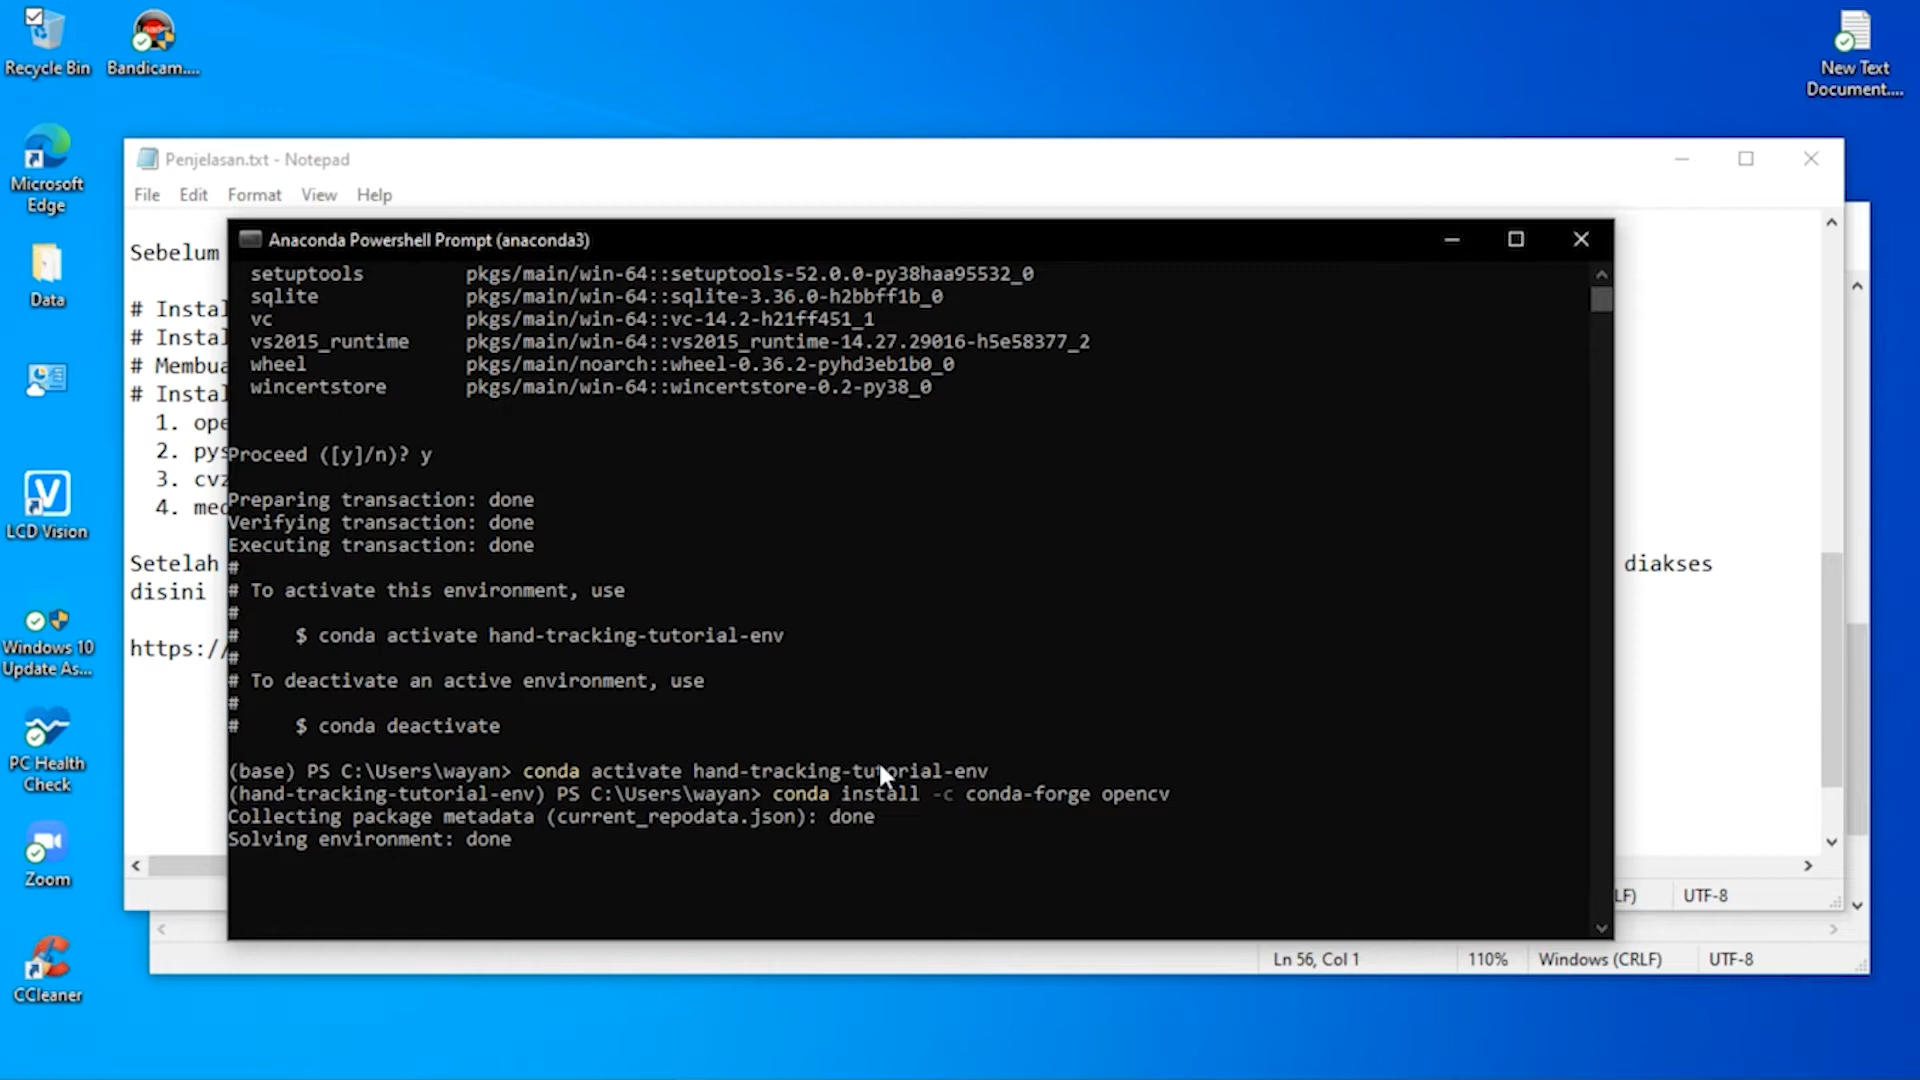 Recycle Bin
Bandicam....
New Text
Document....
Microsoft
Edge
Data
LCD Vision
Windows 10
Update As...
PC Health
Check
Zoom
CCleaner
Penjelasan.txt - Notepad
File Edit Format View Help
Sebelum
# Instal
# Instal
# Membua
# Instal
1. ope
2. pys
3. cvz
4. med
Setelah diakses
disini
https://
Anaconda Powershell Prompt (anaconda3)
setuptools pkgs/main/win-64::setuptools-52.0.0-py38haa95532_0
sqlite pkgs/main/win-64::sqlite-3.36.0-h2bbff1b_0
vc pkgs/main/win-64::vc-14.2-h21ff451_1
vs2015_runtime pkgs/main/win-64::vs2015_runtime-14.27.29016-h5e58377_2
wheel pkgs/main/noarch::wheel-0.36.2-pyhd3eb1b0_0
wincertstore pkgs/main/win-64::wincertstore-0.2-py38_0
Proceed ([y]/n)? y
Preparing transaction: done
Verifying transaction: done
Executing transaction: done
#
# To activate this environment, use
#
# $ conda activate hand-tracking-tutorial-env
#
# To deactivate an active environment, use
#
# $ conda deactivate
(base) PS C:\Users\wayan> conda activate hand-tracking-tutorial-env
(hand-tracking-tutorial-env) PS C:\Users\wayan> conda install -c conda-forge opencv
Collecting package metadata (current_repodata.json): done
Solving environment: done
LF) UTF-8
Ln 56, Col 1 110% Windows (CRLF) UTF-8